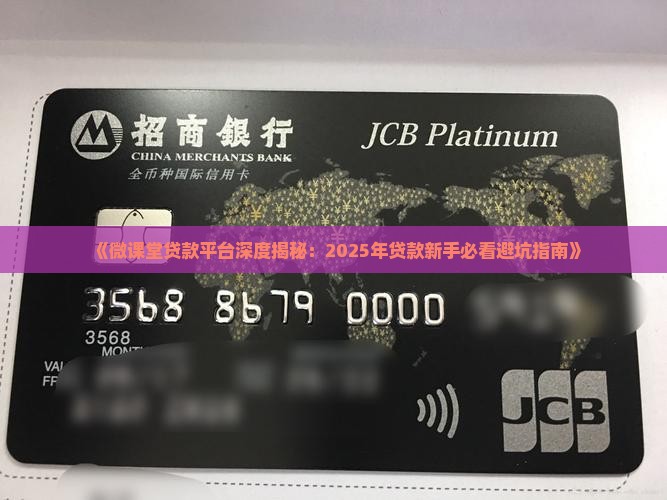 招商銀行
JCB Platinum
CHINA MERCHANTS BANK
全币种国际信用卡
《微课堂贷款平台深度揭秘：2025年贷款新手必看避坑指南》
3568 8679 0000
3568
JCB